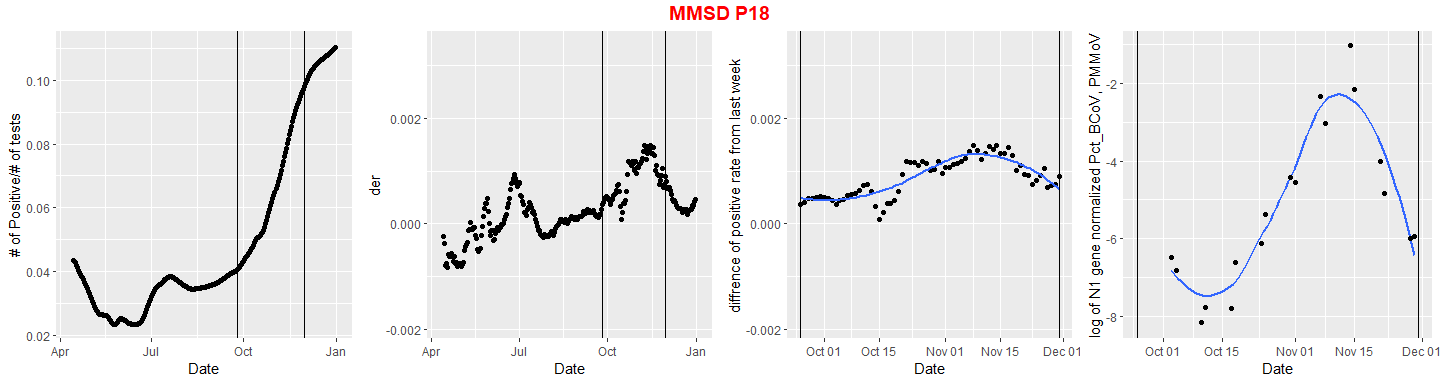 MMSD P18
# of Positive/# of tests
0.10
0.08
0.06
0.04
0.02
Apr
Jul
Oct
Jan
Date
der
0.002
0.000
-0.002
Apr
Jul
Oct
Jan
Date
diffrence of positive rate from last week
0.002
0.000
-0.002
Oct 01
Oct 15
Nov 01
Nov 15
Dec 01
Date
log of N1 gene normalized Pct_BCoV, PMMoV
-2
-4
-6
-8
Oct 01
Oct 15
Nov 01
Nov 15
Dec 01
Date